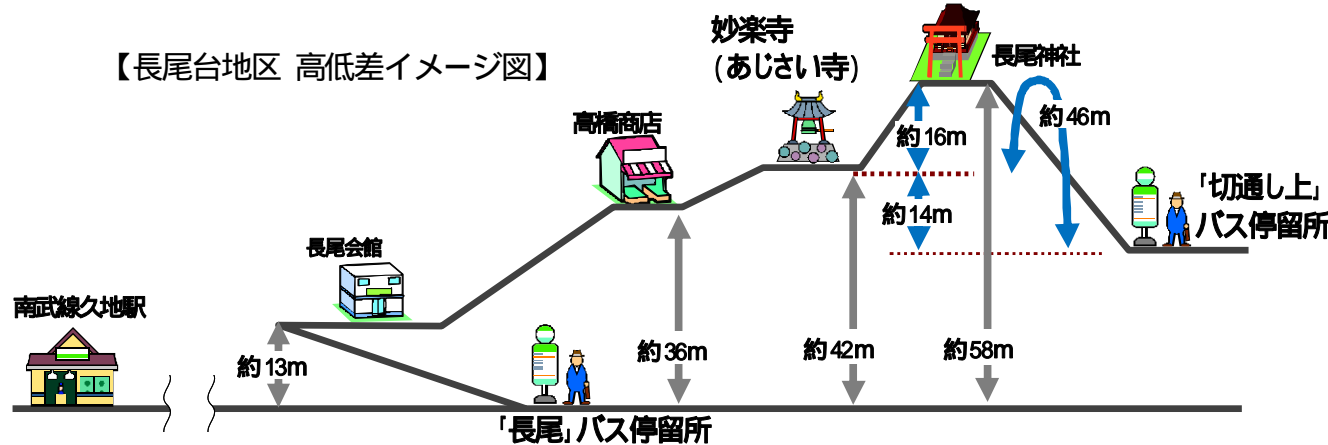 【長尾台地区 高低差イメージ図】
妙楽寺
(あじさい寺)
長尾神社
高橋商店
約16m
約46m
約14m
「切通し上」
バス停留所
長尾会館
南武線久地駅
約13m
約36m
約42m
約58m
「長尾」バス停留所